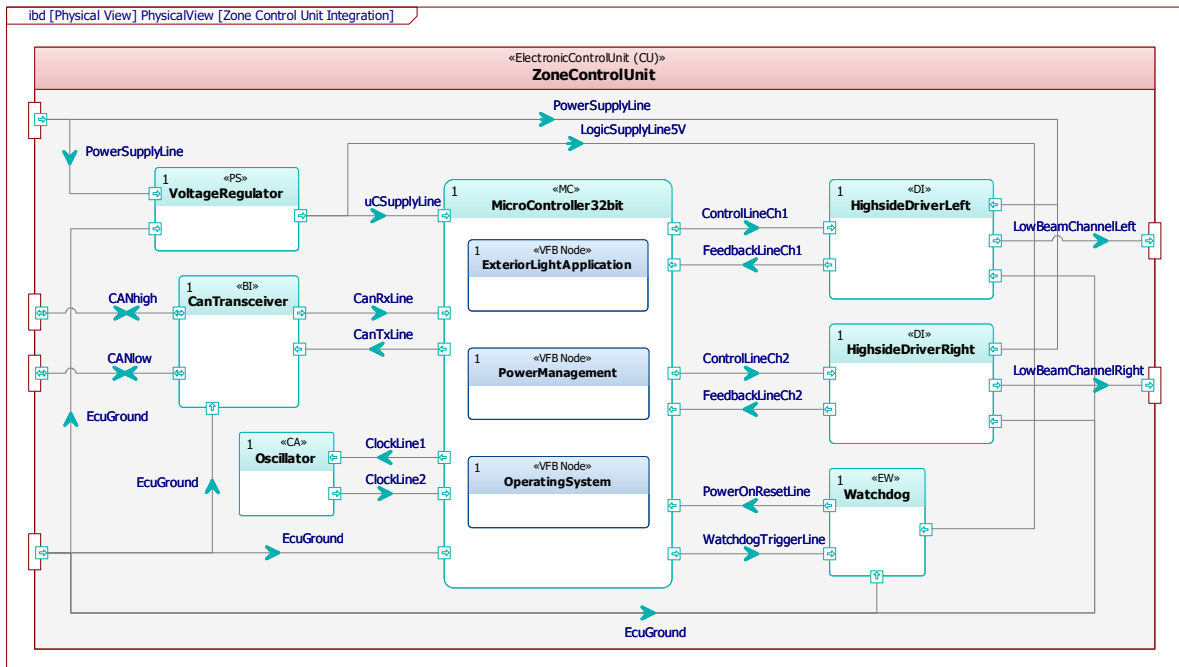 ibd [Physical View] PhysicalView [Zone Control Unit Integration]
«ElectronicControlUnit (CU)»
ZoneControlUnit
PowerSupplyLine
LogicSupplyLine5V
PowerSupplyLine
1 «PS»
VoltageRegulator
uCSupplyLine
1 «MC»
MicroController32bit
1 «DI»
HighsideDriverLeft
ControlLineCh1
LowBeamChannelLeft
FeedbackLineCh1
1 «VFB Node»
ExteriorLightApplication
1 «BI»
CanTransceiver
CANhigh
CanRxLine
CanTxLine
CANlow
1 «VFB Node»
PowerManagement
1 «DI»
HighsideDriverRight
ControlLineCh2
LowBeamChannelRight
FeedbackLineCh2
EcuGround
1 «CA»
Oscillator
ClockLine1
ClockLine2
EcuGround
1 «VFB Node»
OperatingSystem
1 «EW»
Watchdog
PowerOnResetLine
WatchdogTriggerLine
EcuGround
EcuGround